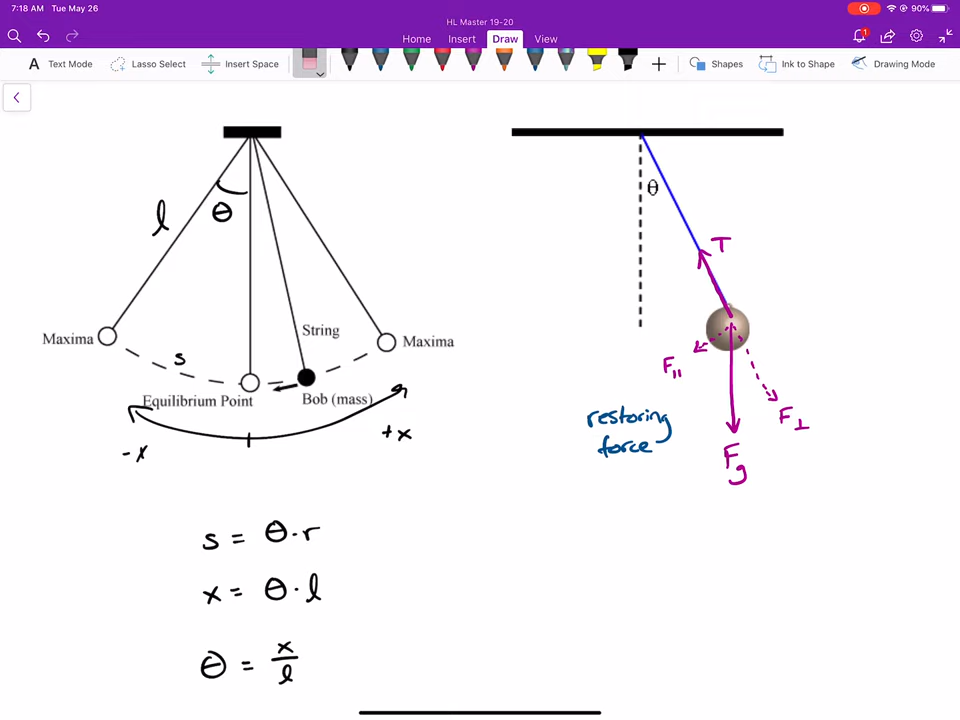 7:18 AM Tue May 26
90%
HL Master 19-20
Home Insert Draw View
1
A Text Mode Lasso Select Insert Space Shapes Ink to Shape Drawing Mode
l
θ
Maxima
s
String
Maxima
Equilibrium Point
Bob (mass)
-x
+x
s = θ·r
x = θ·l
θ = x/l
θ
T
F||
F⊥
restoring
force
Fg